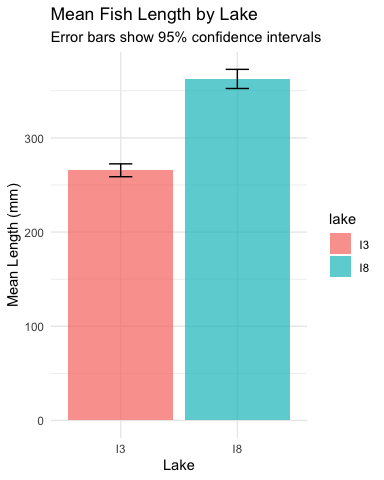 Mean Fish Length by Lake
Error bars show 95% confidence intervals
Mean Length (mm)
300
200
100
0
I3
I8
Lake
lake
I3
I8